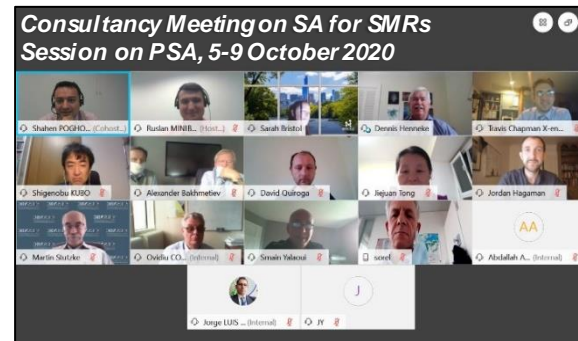 Consultancy Meeting on SA for SMRs
Session on PSA, 5-9 October 2020
Shahen POGHO... (Cohost...)
Ruslan MINIB... (Host...)
Sarah Bristol
Dennis Henneke
Travis Chapman X-en...
Shigenobu KUBO
Alexander Bakhmetiev
David Quiroga
Jiejuan Tong
Jordan Hagaman
Martin Stutzke
Ovidiu CO... (Internal)
Smain Yalaoui
sorel
AA
Abdallah A... (Internal)
Jorge LUIS ... (Internal)
J
JY